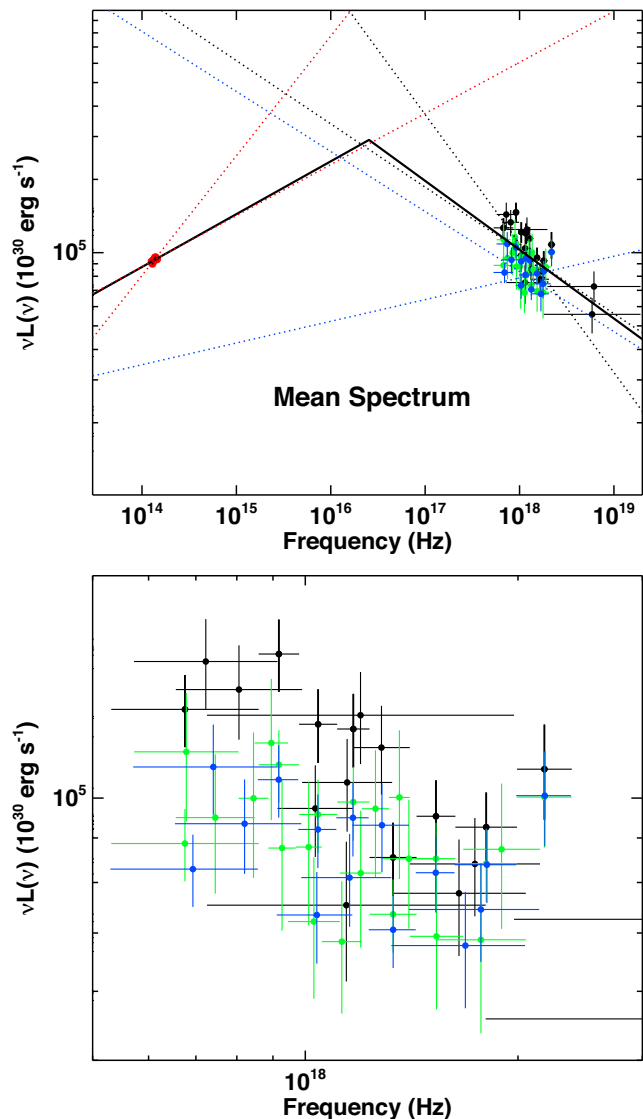 νL(ν) (10³⁰ erg s⁻¹)
10⁵
Mean Spectrum
10¹⁴ 10¹⁵ 10¹⁶ 10¹⁷ 10¹⁸ 10¹⁹
Frequency (Hz)
νL(ν) (10³⁰ erg s⁻¹)
10⁵
10¹⁸
Frequency (Hz)